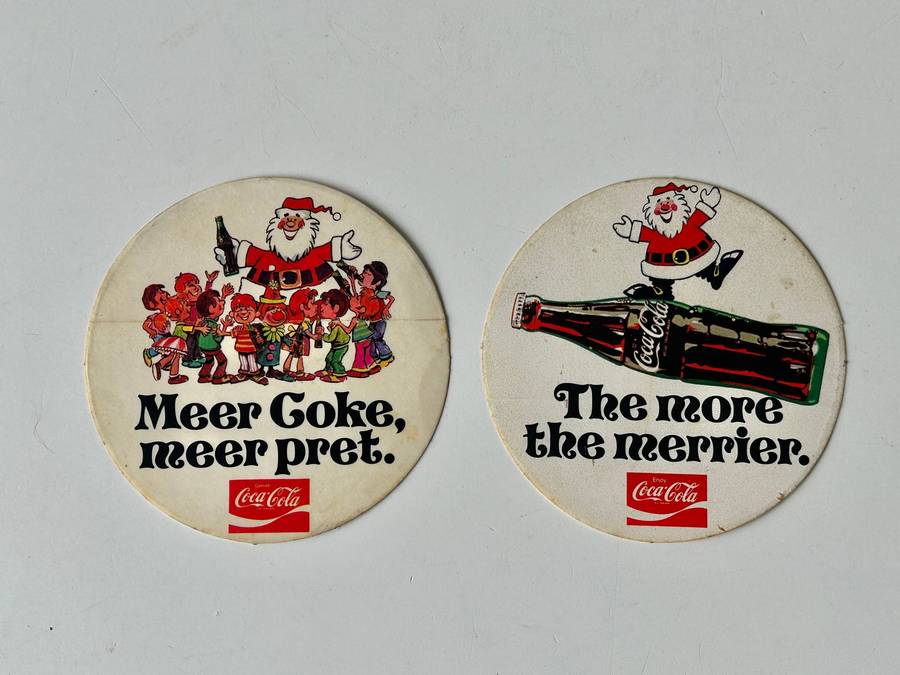 Meer Coke,
meer pret.
Coca-Cola
Coca-Cola
The more
the merrier.
Enjoy
Coca-Cola